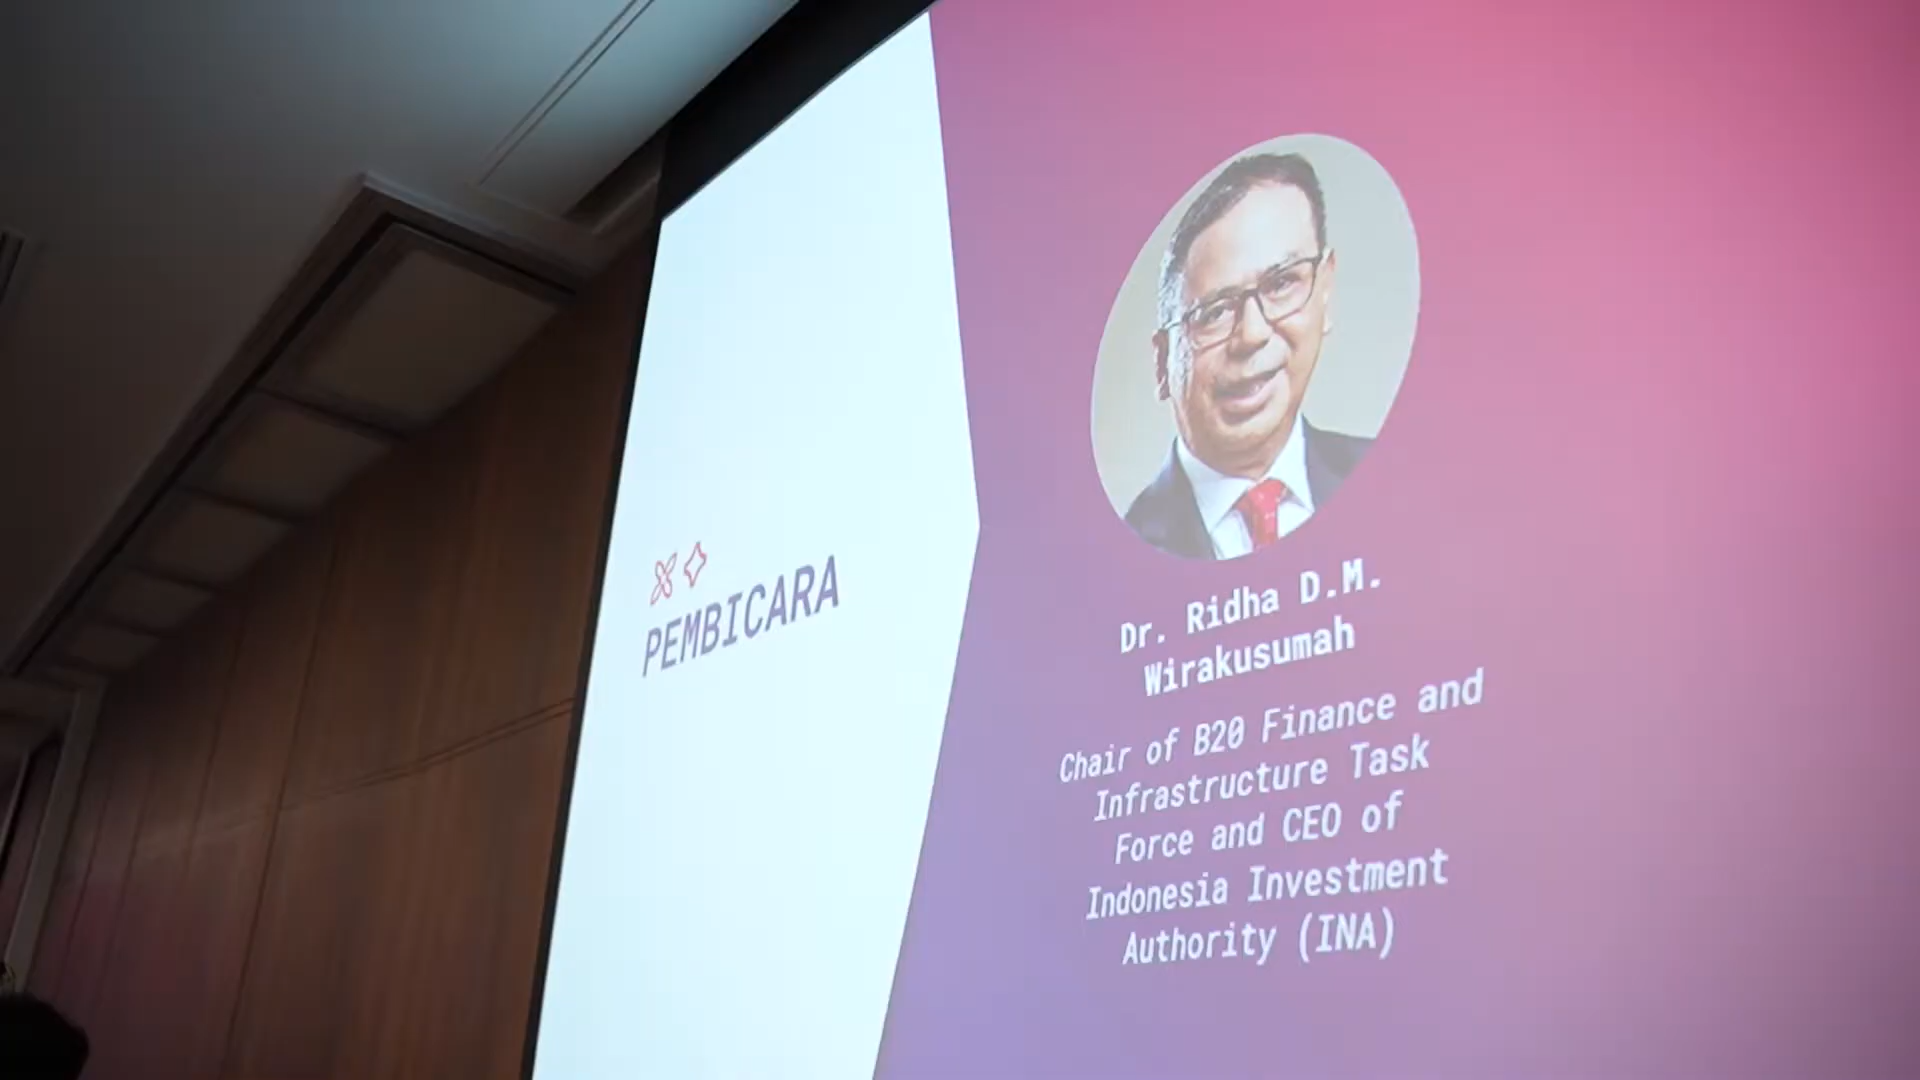 PEMBICARA
Dr. Ridha D.M.
Wirakusumah
Chair of B20 Finance and
Infrastructure Task
Force and CEO of
Indonesia Investment
Authority (INA)